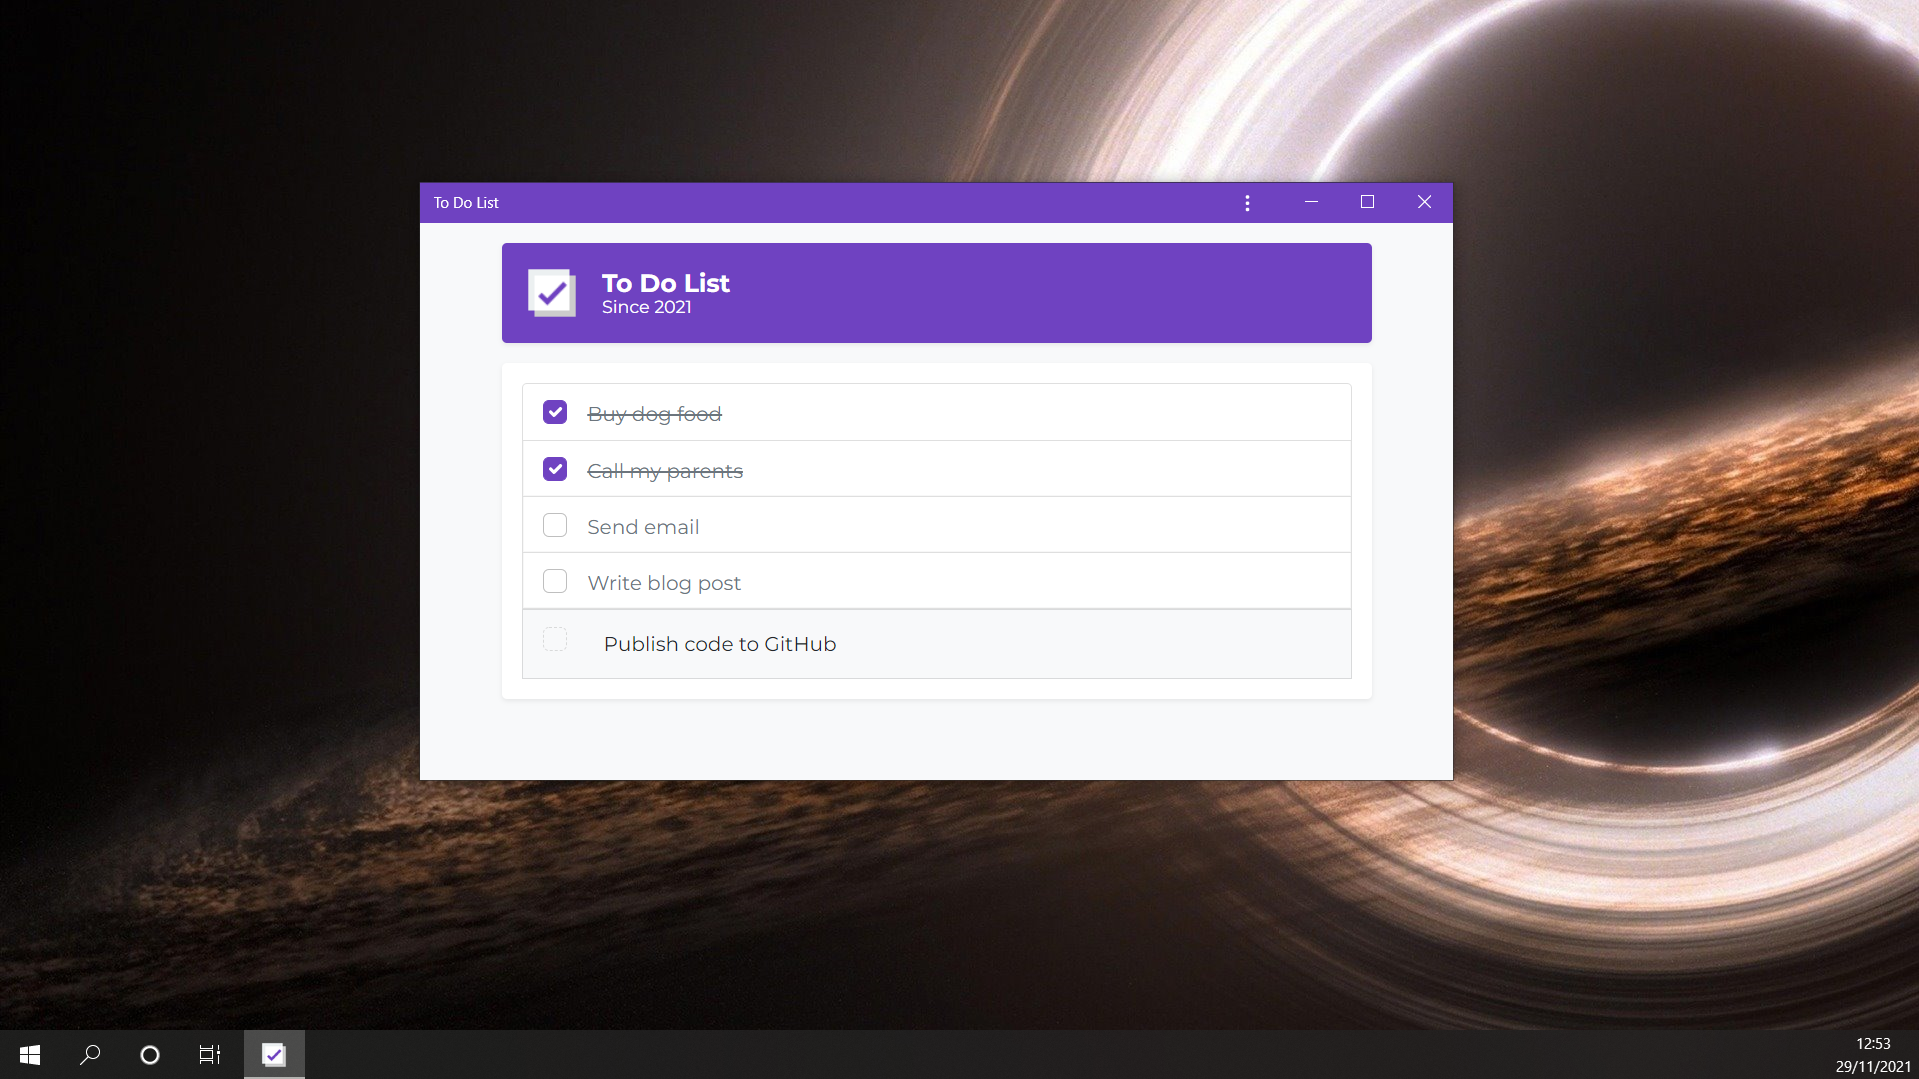 To Do List
To Do List
Since 2021
Buy dog food
Call my parents
Send email
Write blog post
Publish code to GitHub
12:53
29/11/2021